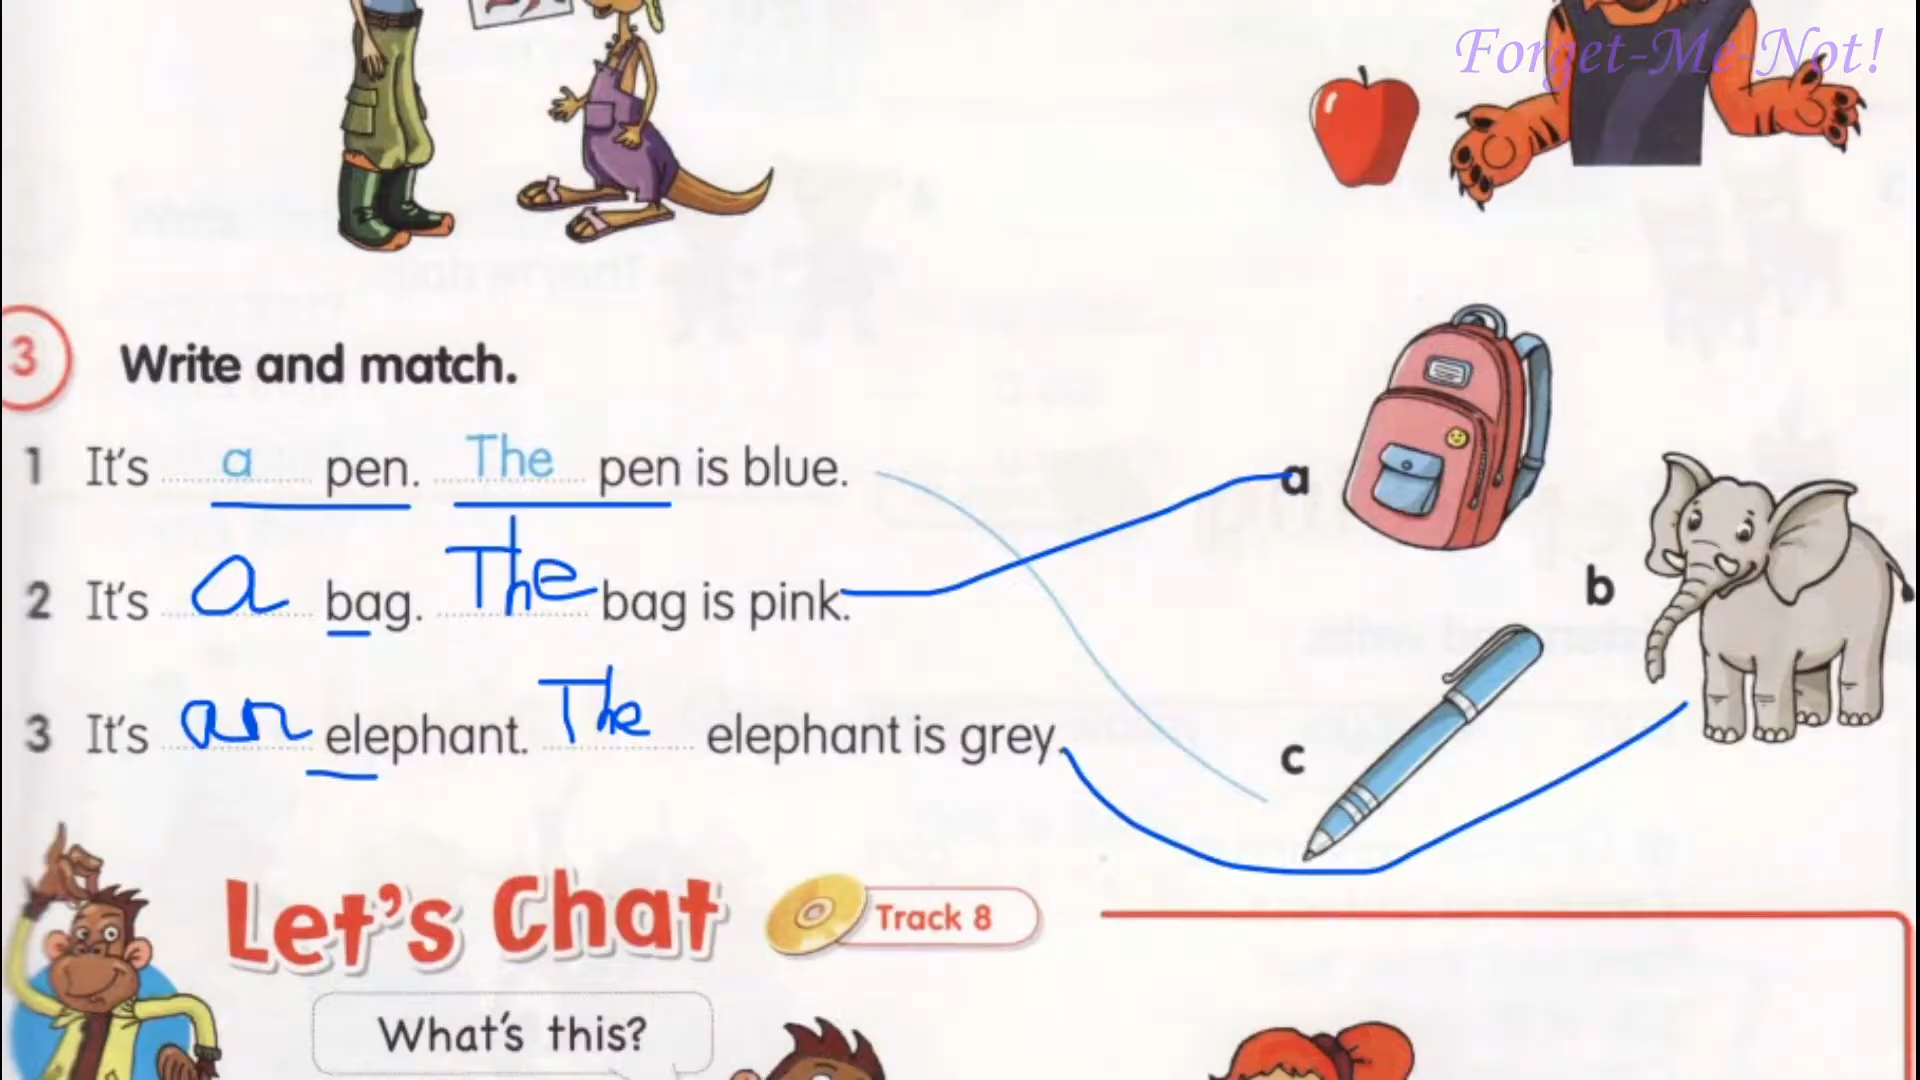 Forget-Me-Not!
3 Write and match.
1 It's a pen. The pen is blue.
2 It's a bag. The bag is pink.
3 It's an elephant. The elephant is grey.
a
b
c
Let's Chat Track 8
What's this?